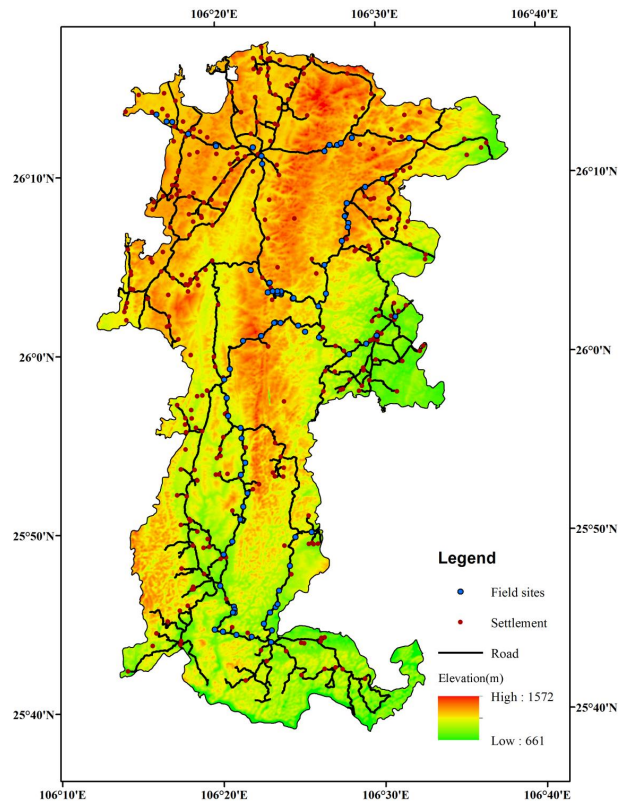 106°20'E 106°30'E 106°40'E
26°10'N 26°10'N
26°0'N 26°0'N
25°50'N 25°50'N
Legend
Field sites
Settlement
Road
Elevation(m)
High : 1572
Low : 661
25°40'N 25°40'N
106°10'E 106°20'E 106°30'E 106°40'E